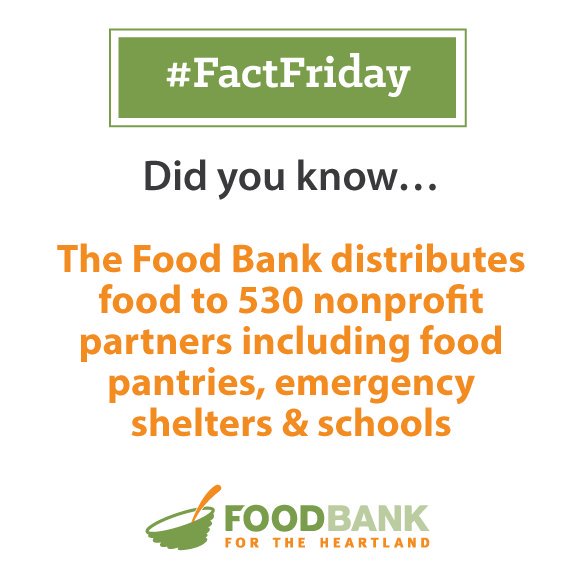 #FactFriday
Did you know…
The Food Bank distributes
food to 530 nonprofit
partners including food
pantries, emergency
shelters & schools
FOODBANK
FOR THE HEARTLAND